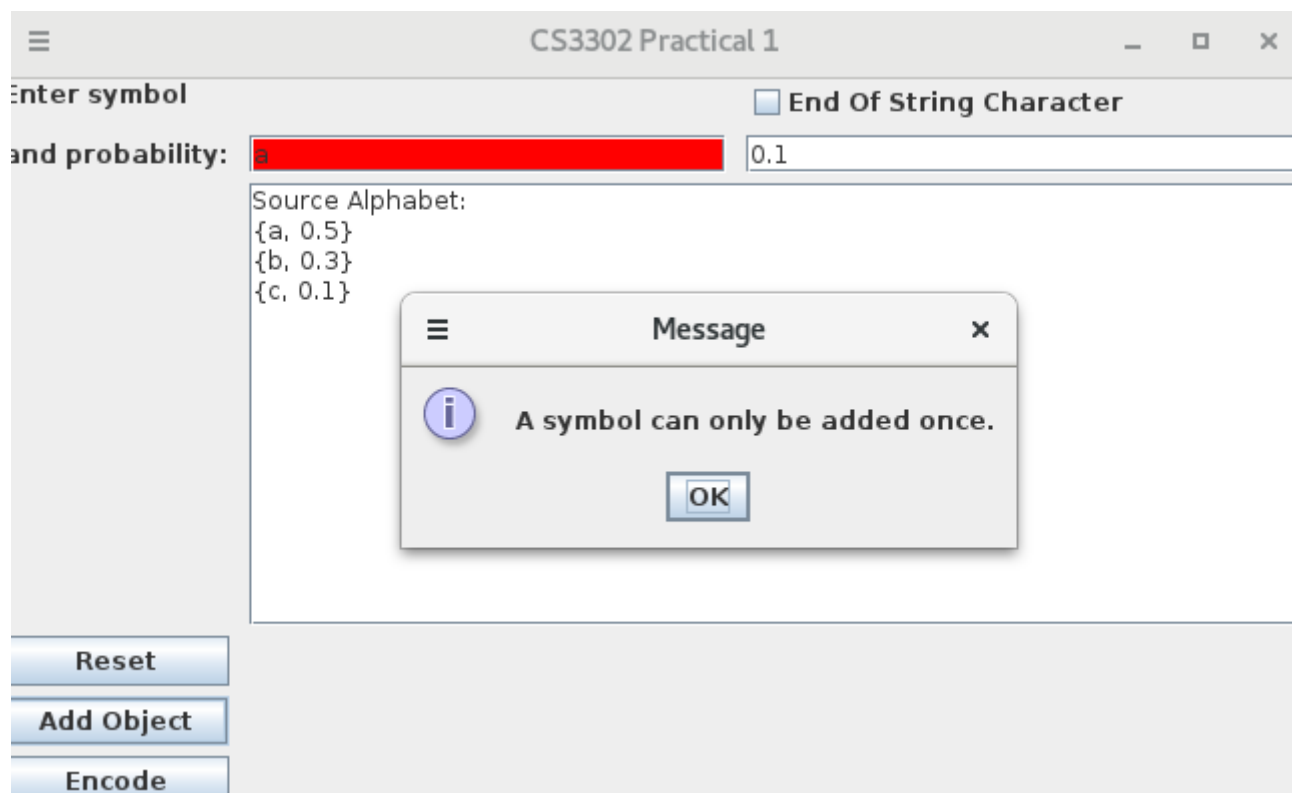 CS3302 Practical 1
Enter symbol
End Of String Character
and probability:
a
0.1
Source Alphabet:
{a, 0.5}
{b, 0.3}
{c, 0.1}
Message
A symbol can only be added once.
OK
Reset
Add Object
Encode